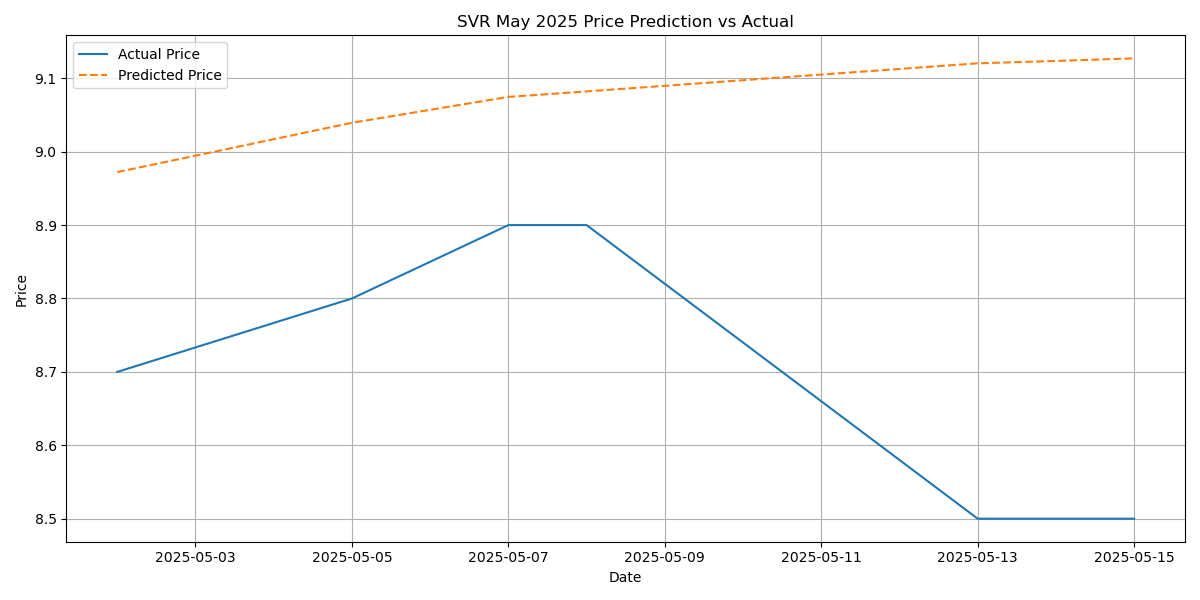 SVR May 2025 Price Prediction vs Actual
Actual Price
Predicted Price
9.1
9.0
8.9
8.8
8.7
8.6
8.5
Price
2025-05-03 2025-05-05 2025-05-07 2025-05-09 2025-05-11 2025-05-13 2025-05-15
Date